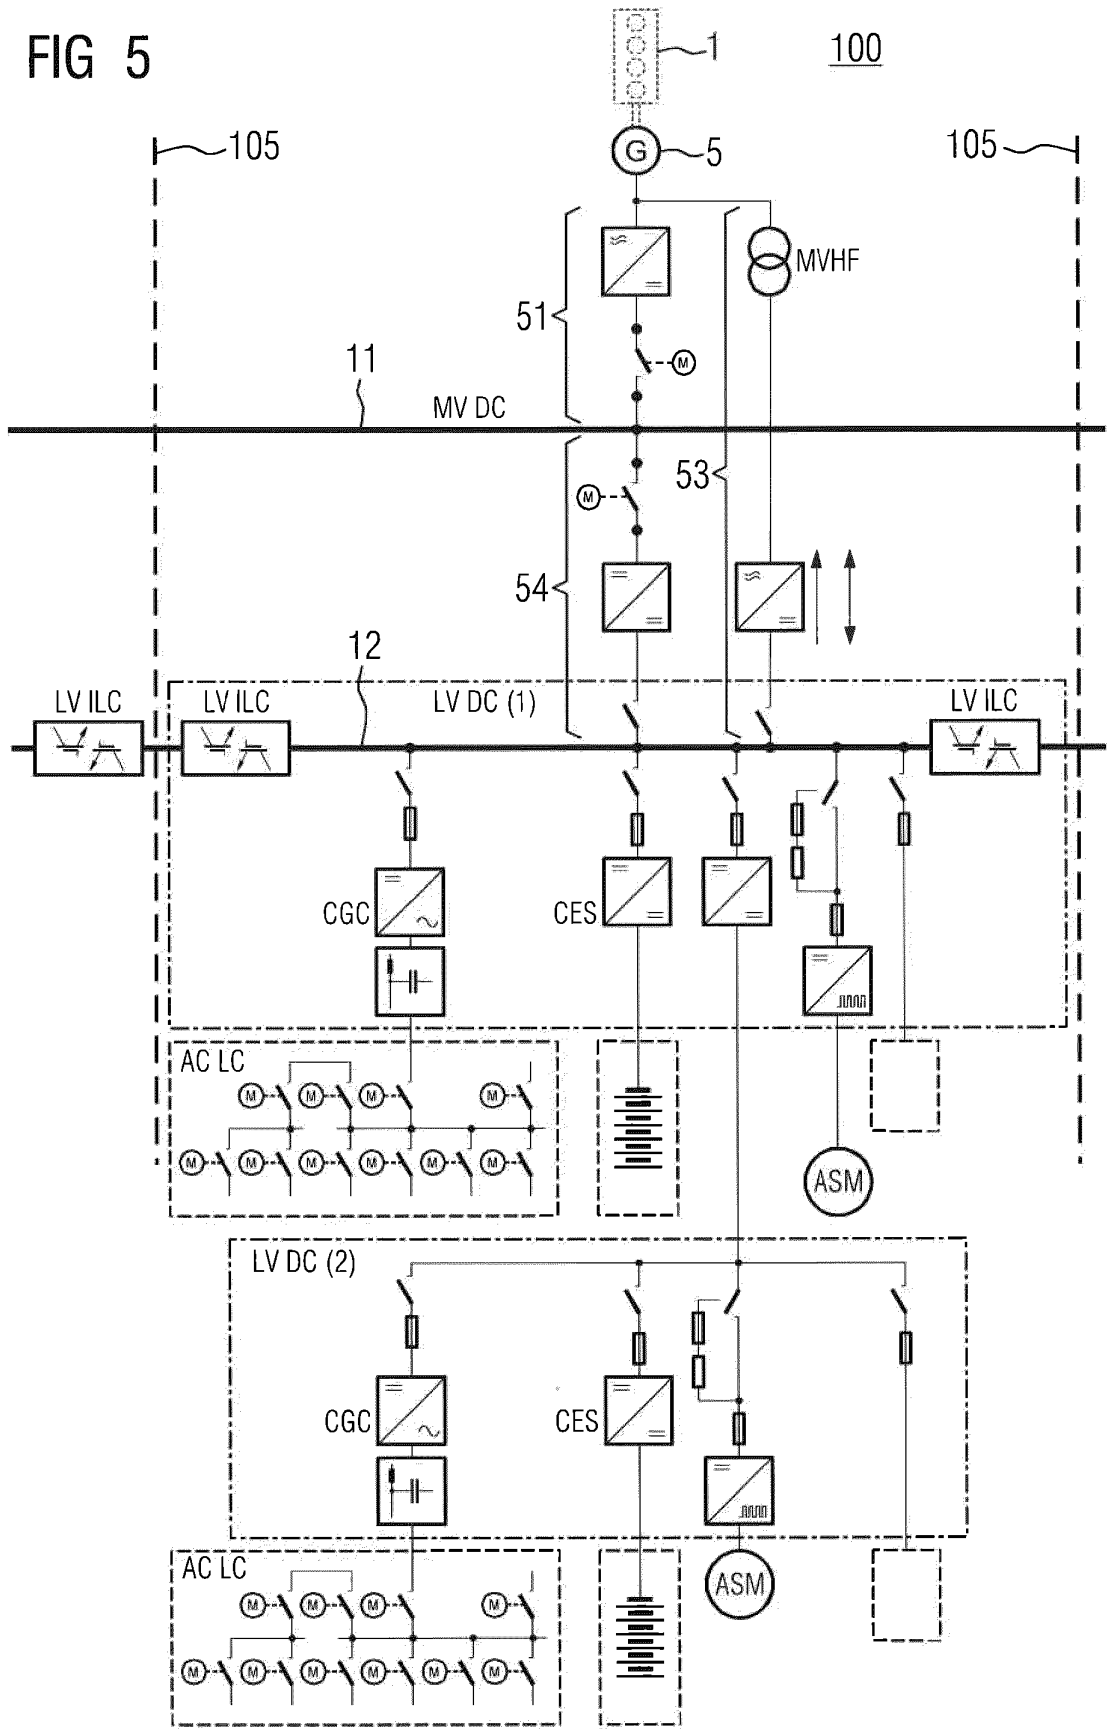 FIG 5
1
100
105
105
G
5
MVHF
51
M
11
MV DC
53
M
54
12
LV ILC
LV ILC
LV DC (1)
LV ILC
CGC
CES
AC LC
M M M M
M M M M M M
ASM
LV DC (2)
CGC
CES
AC LC
M M M M
M M M M M M
ASM